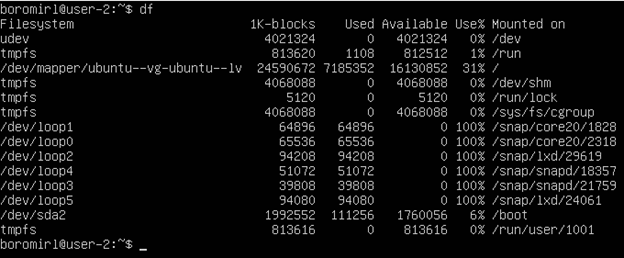 boromirl@user-2:~$ df
Filesystem                        1K-blocks    Used Available Use% Mounted on
udev                                4021324       0   4021324   0% /dev
tmpfs                                813620    1108    812512   1% /run
/dev/mapper/ubuntu--vg-ubuntu--lv  24590672 7185352  16130852  31% /
tmpfs                               4068088       0   4068088   0% /dev/shm
tmpfs                                  5120       0      5120   0% /run/lock
tmpfs                               4068088       0   4068088   0% /sys/fs/cgroup
/dev/loop1                            64896   64896         0 100% /snap/core20/1828
/dev/loop0                            65536   65536         0 100% /snap/core20/2318
/dev/loop2                            94208   94208         0 100% /snap/lxd/29619
/dev/loop4                            51072   51072         0 100% /snap/snapd/18357
/dev/loop3                            39808   39808         0 100% /snap/snapd/21759
/dev/loop5                            94080   94080         0 100% /snap/lxd/24061
/dev/sda2                           1992552  111256   1760056   6% /boot
tmpfs                                813616       0    813616   0% /run/user/1001
boromirl@user-2:~$ _